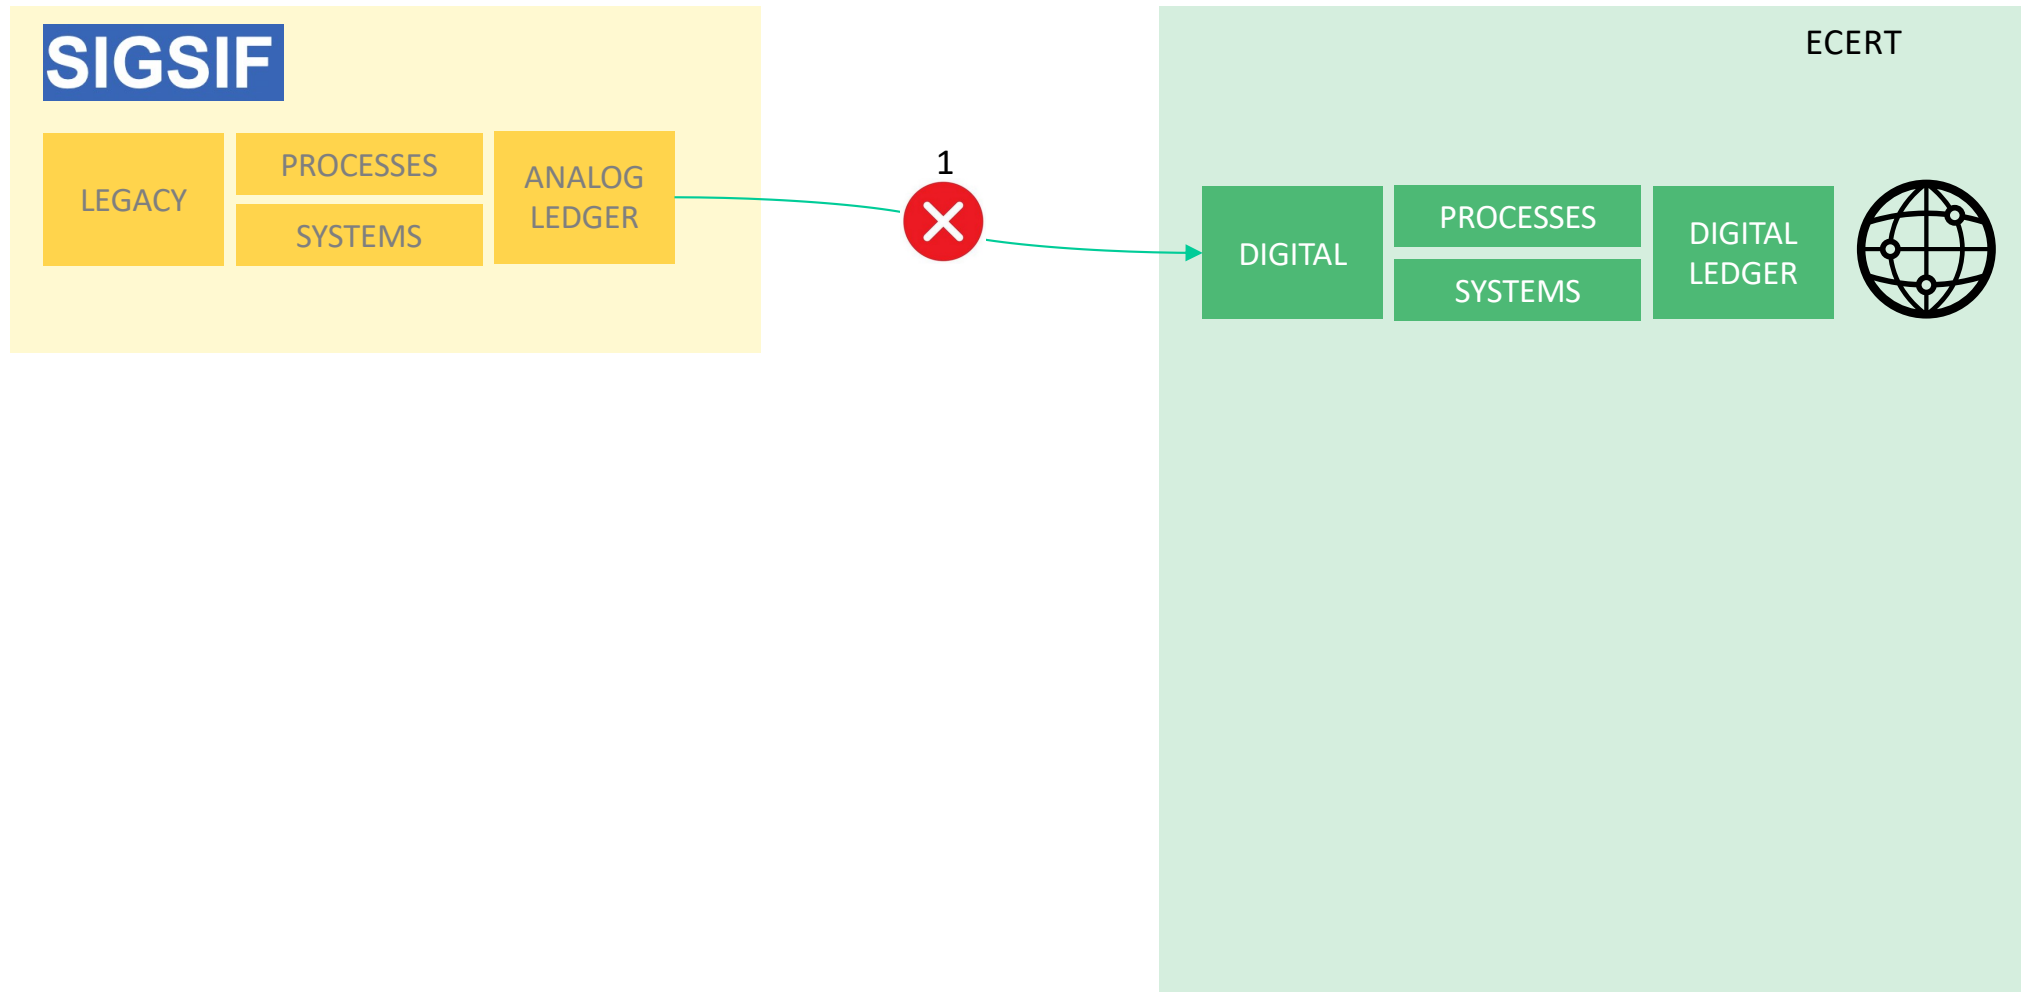 SIGSIF
LEGACY
PROCESSES
SYSTEMS
ANALOG
LEDGER
1
ECERT
DIGITAL
PROCESSES
SYSTEMS
DIGITAL
LEDGER